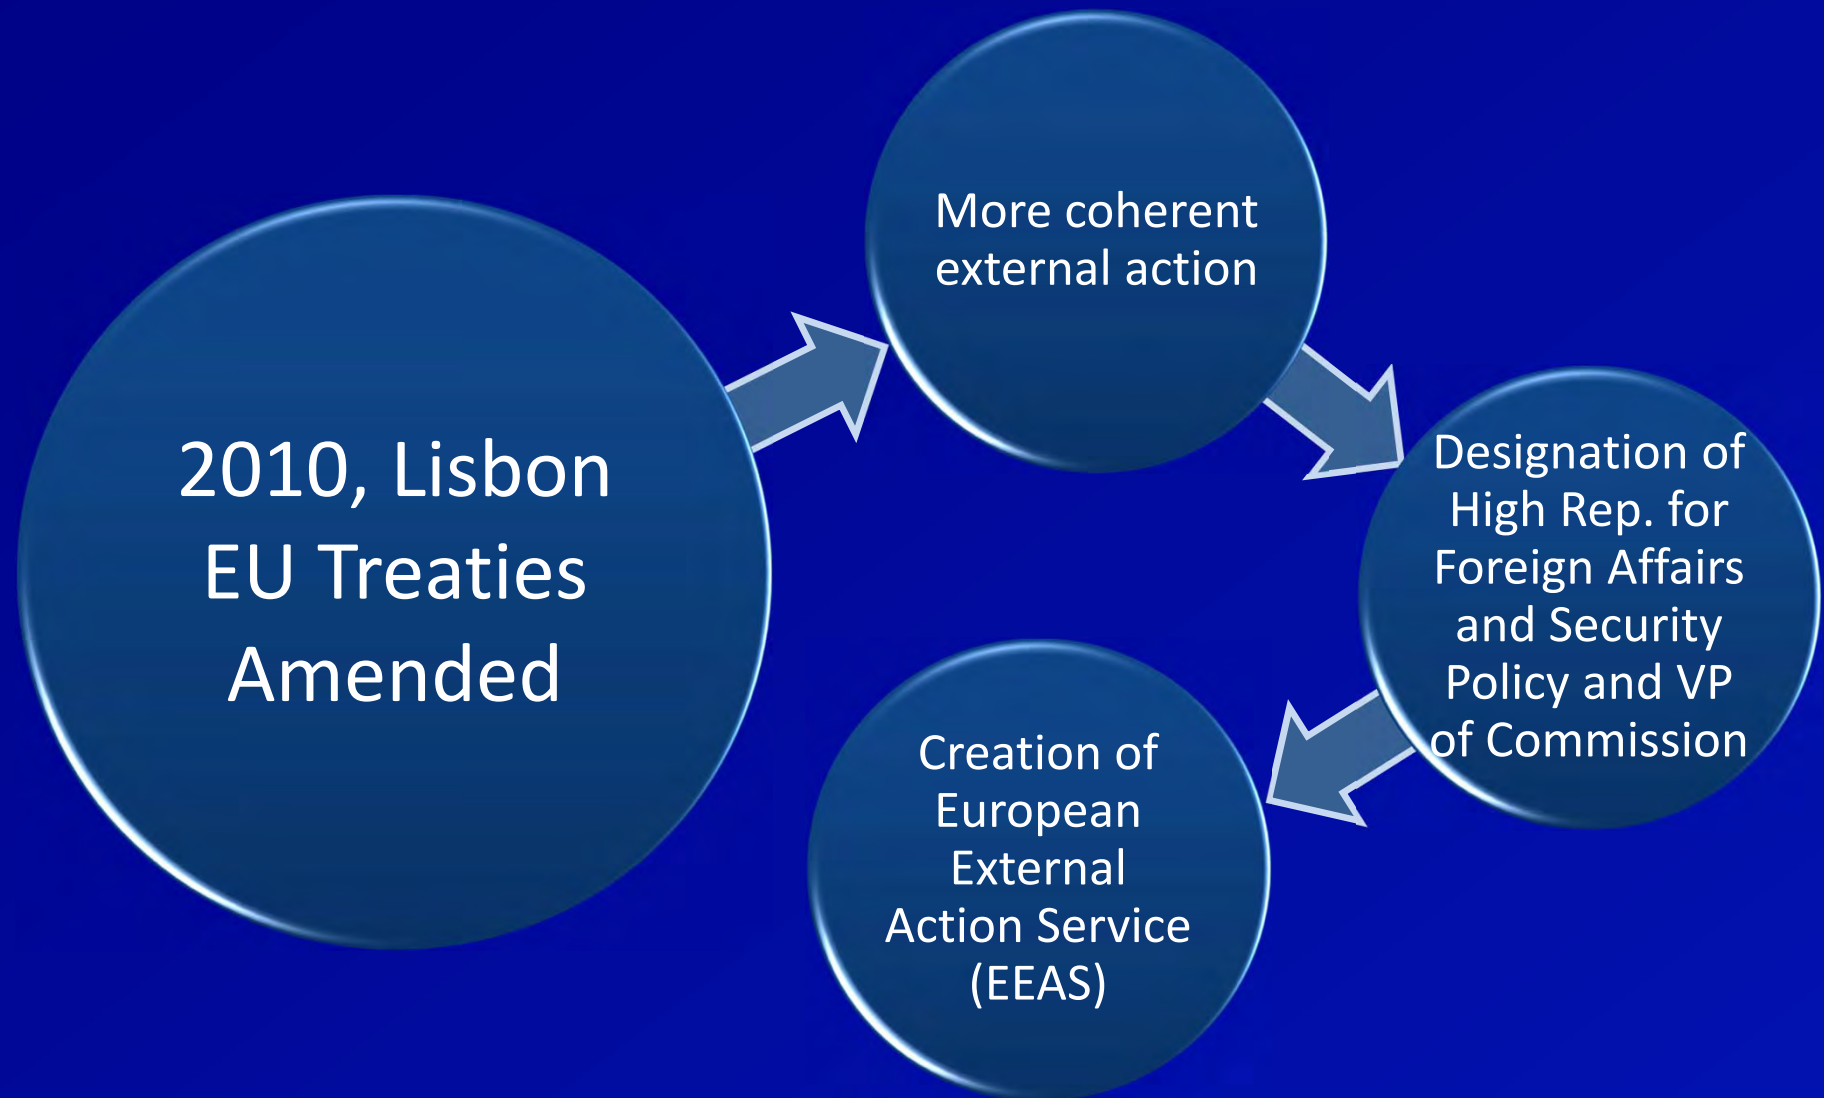 2010, Lisbon
EU Treaties
Amended
More coherent
external action
Designation of
High Rep. for
Foreign Affairs
and Security
Policy and VP
of Commission
Creation of
European
External
Action Service
(EEAS)